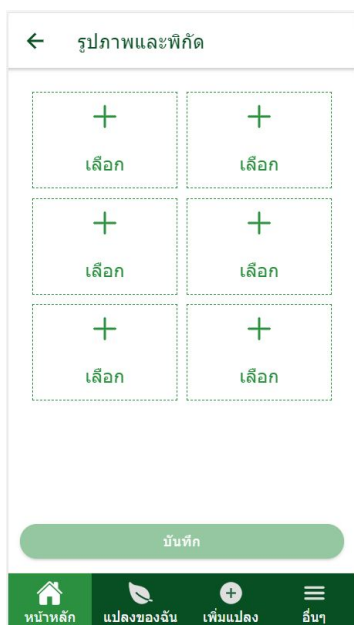 รูปภาพและพิกัด
เลือก เลือก
เลือก เลือก
เลือก เลือก
บันทึก
หน้าหลัก แปลงของฉัน เพิ่มแปลง อื่นๆ